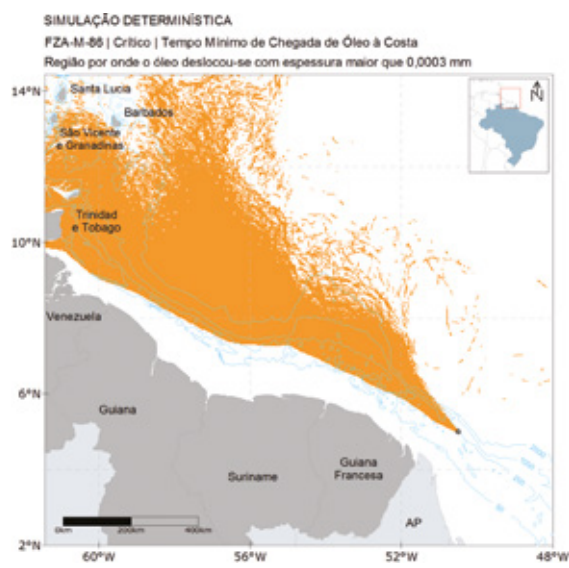 SIMULAÇÃO DETERMINÍSTICA
FZA-M-86 | Crítico | Tempo Mínimo de Chegada de Óleo à Costa
Região por onde o óleo deslocou-se com espessura maior que 0,0003 mm
14°N
Santa Lucia
Barbados
São Vicente
e Granadinas
N
Trinidad
e Tobago
10°N
Venezuela
6°N
Guiana
Suriname
Guiana
Francesa
AP
0km 200km 400km
2°N
60°W 56°W 52°W 48°W